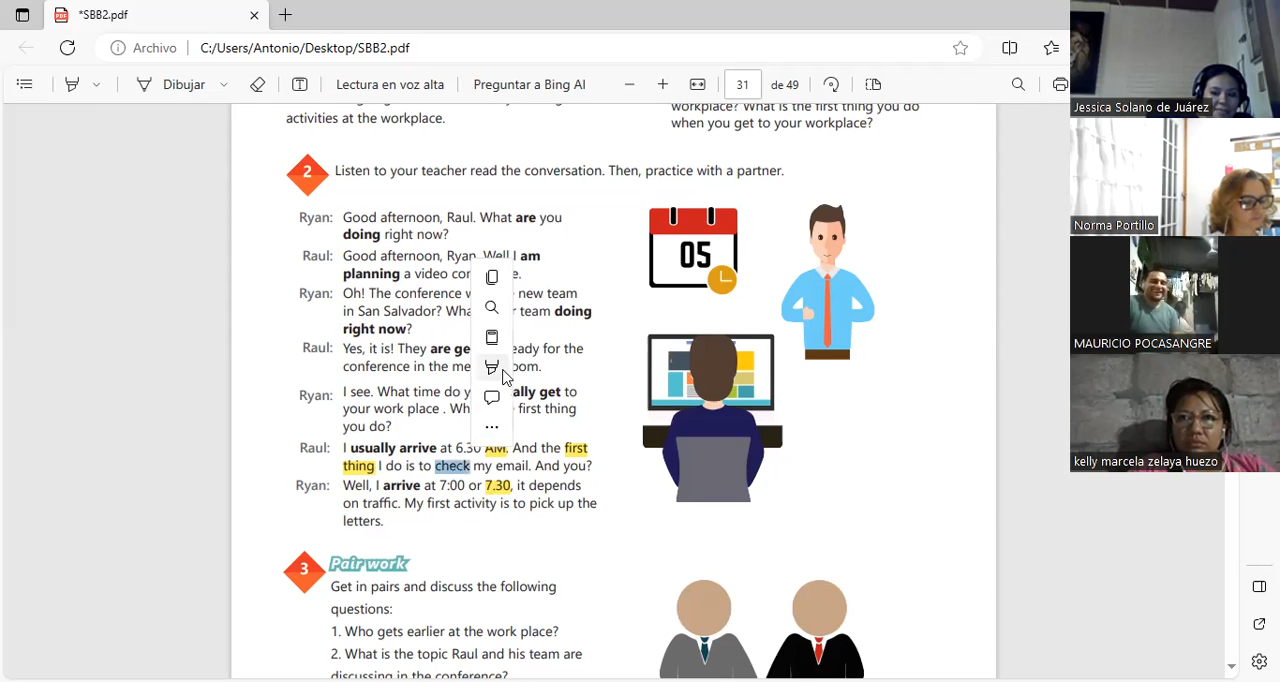 *SBB2.pdf
Archivo C:/Users/Antonio/Desktop/SBB2.pdf
Dibujar Lectura en voz alta Preguntar a Bing AI 31 de 49
activities at the workplace.
workplace? What is the first thing you do
when you get to your workplace?
2 Listen to your teacher read the conversation. Then, practice with a partner.
Ryan: Good afternoon, Raul. What are you
doing right now?
Raul: Good afternoon, Ryan. Well I am
planning a video
Ryan: Oh! The conference new team
in San Salvador? team doing
right now?
Raul: Yes, it is! They are ready for the
conference in the
Ryan: I see. What time do get to
your work place . first thing
you do?
Raul: I usually arrive at 6.30 AM. And the first
thing I do is to check my email. And you?
Ryan: Well, I arrive at 7:00 or 7.30, it depends
on traffic. My first activity is to pick up the
letters.
05
3 Pair work
Get in pairs and discuss the following
questions:
1. Who gets earlier at the work place?
2. What is the topic Raul and his team are
discussing in the conference?
Jessica Solano de Juárez
Norma Portillo
MAURICIO POCASANGRE
kelly marcela zelaya huezo